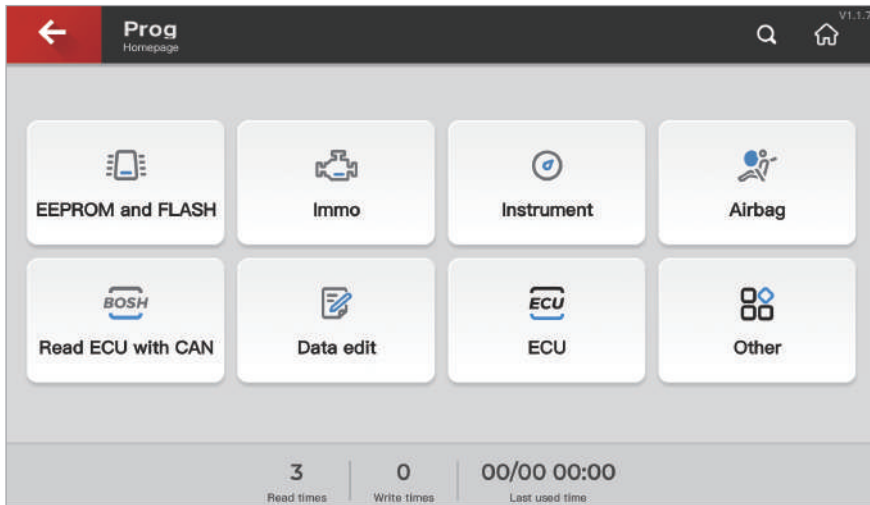 Prog
Homepage
V1.1.7
EEPROM and FLASH
Immo
Instrument
Airbag
BOSH
Read ECU with CAN
Data edit
ECU
ECU
Other
3
Read times
0
Write times
00/00 00:00
Last used time